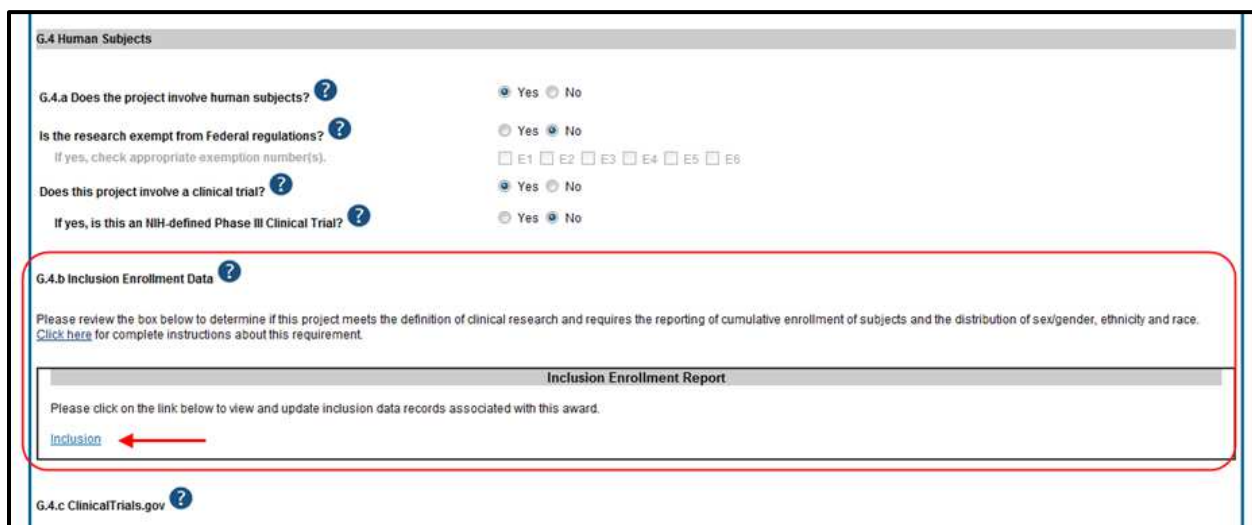 G.4 Human Subjects
G.4.a Does the project involve human subjects? ? Yes No
Is the research exempt from Federal regulations? ? Yes No
If yes, check appropriate exemption number(s). E1 E2 E3 E4 E5 E6
Does this project involve a clinical trial? ? Yes No
If yes, is this an NIH-defined Phase III Clinical Trial? ? Yes No
G.4.b Inclusion Enrollment Data ?
Please review the box below to determine if this project meets the definition of clinical research and requires the reporting of cumulative enrollment of subjects and the distribution of sex/gender, ethnicity and race.
Click here for complete instructions about this requirement.
Inclusion Enrollment Report
Please click on the link below to view and update inclusion data records associated with this award.
Inclusion
G.4.c ClinicalTrials.gov ?